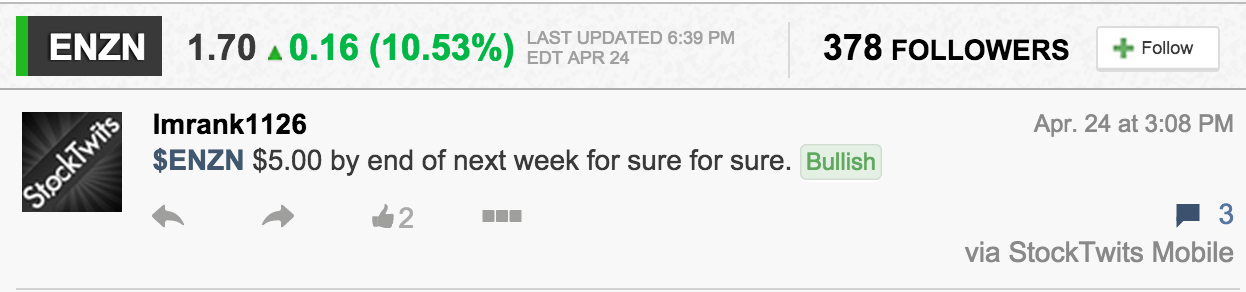 ENZN 1.70 ▲0.16 (10.53%) LAST UPDATED 6:39 PM
EDT APR 24
378 FOLLOWERS
Follow
StockTwits
Imrank1126
Apr. 24 at 3:08 PM
$ENZN $5.00 by end of next week for sure for sure. Bullish
2
3
via StockTwits Mobile